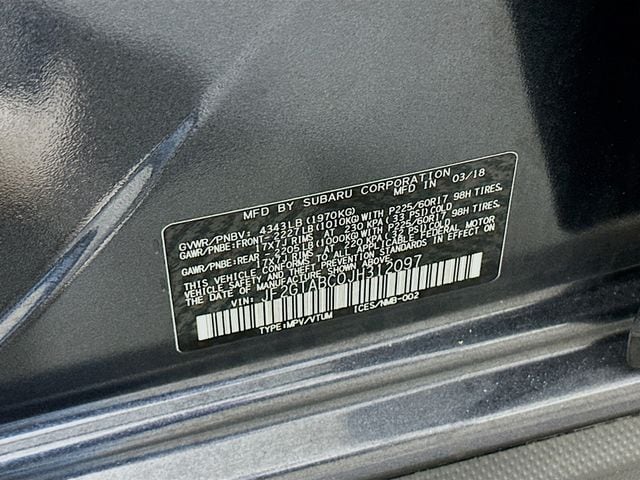 MFD BY SUBARU CORPORATION
MFD IN 03/18
GVWR/PNBV: 4343LB(1970KG)
GAWR/PNBE:FRONT- 2227LB(1010KG)WITH P225/60R17 98H TIRES.
17X7J RIMS AT 230 KPA (33 PSI)COLD
GAWR/PNBE:REAR - 2205LB(1000KG)WITH P225/60R17 98H TIRES.
17X7J RIMS AT 220 KPA (32 PSI)COLD
THIS VEHICLE CONFORMS TO ALL APPLICABLE FEDERAL MOTOR
VEHICLE SAFETY AND THEFT PREVENTION STANDARDS
IN EFFECT ON THE DATE OF MANUFACTURE SHOWN ABOVE.
VIN: JF2GTABC0JH312097
TYPE:MPV/VTUM ICES/NMB-002